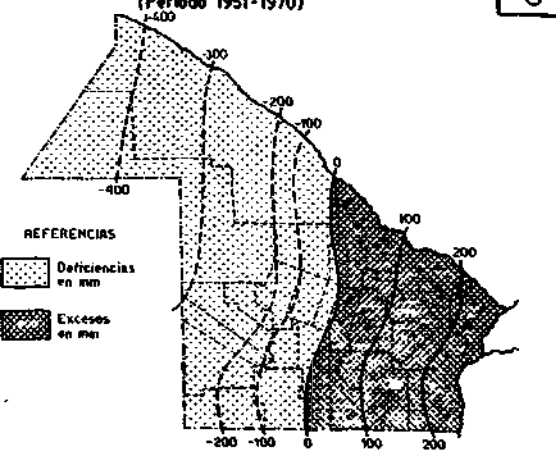 (Período 1951-1970)
-400
-300
-200
-100
0
100
200
-400
REFERENCIAS
Deficiencias
en mm
Excesos
en mm
-200 -100 0 100 200